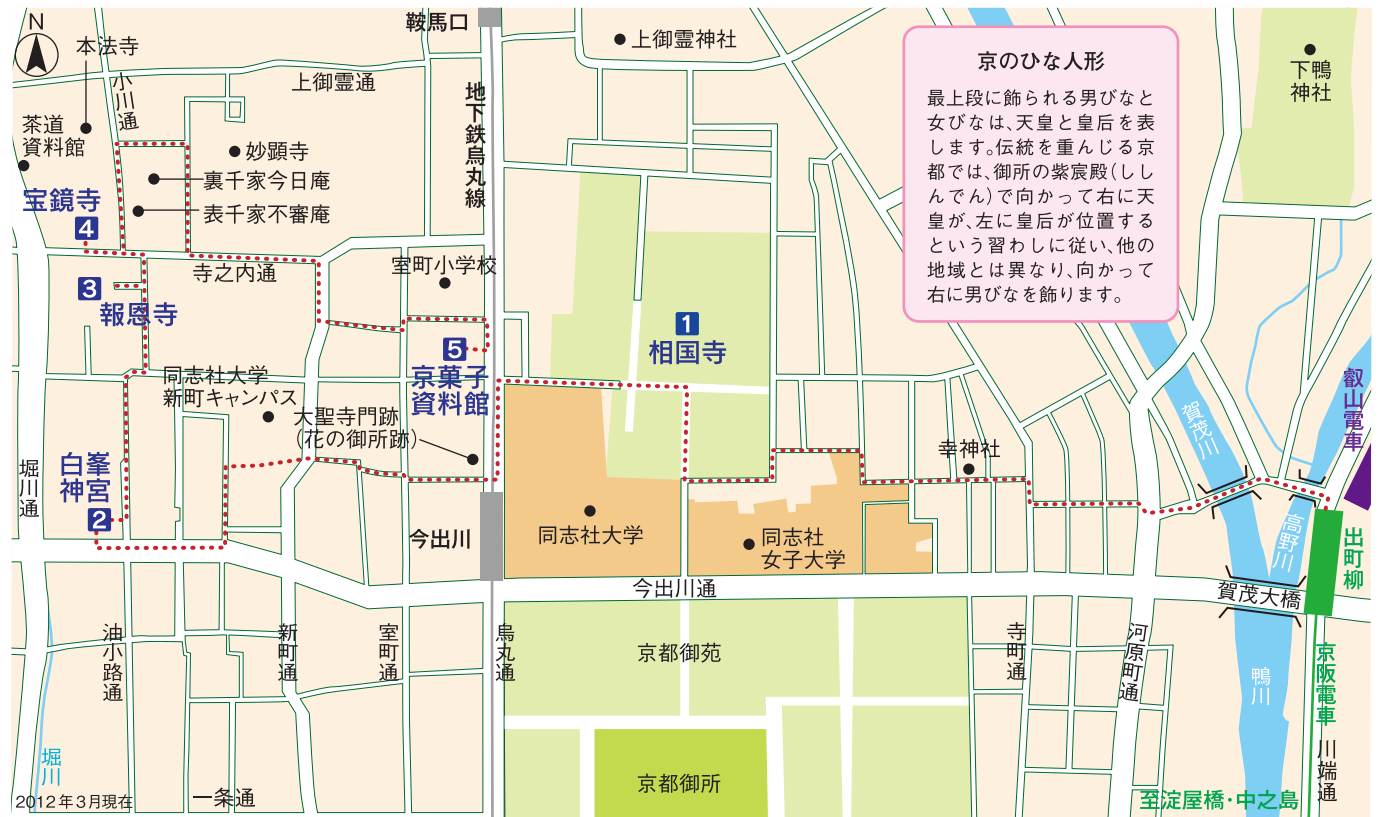 N
鞍馬口
本法寺
小川通
上御霊通
上御霊神社
地下鉄烏丸線
下鴨
神社
京のひな人形
最上段に飾られる男びなと
女びなは、天皇と皇后を表
します。伝統を重んじる京
都では、御所の紫宸殿(しし
んでん)で向かって右に天
皇が、左に皇后が位置する
という習わしに従い、他の
地域とは異なり、向かって
右に男びなを飾ります。
茶道
資料館
妙顕寺
裏千家今日庵
表千家不審庵
宝鏡寺
4
寺之内通
室町小学校
3
報恩寺
1
相国寺
5
京菓子
資料館
同志社大学
新町キャンパス
大聖寺門跡
(花の御所跡)
叡山電車
賀茂川
幸神社
堀川通
白峯
神宮
2
今出川
同志社大学
同志社
女子大学
高野川
出町柳
今出川通
賀茂大橋
油小路通
新町通
室町通
烏丸通
京都御苑
寺町通
河原町通
鴨川
京阪電車
川端通
堀川
京都御所
一条通
2012年3月現在
至淀屋橋・中之島